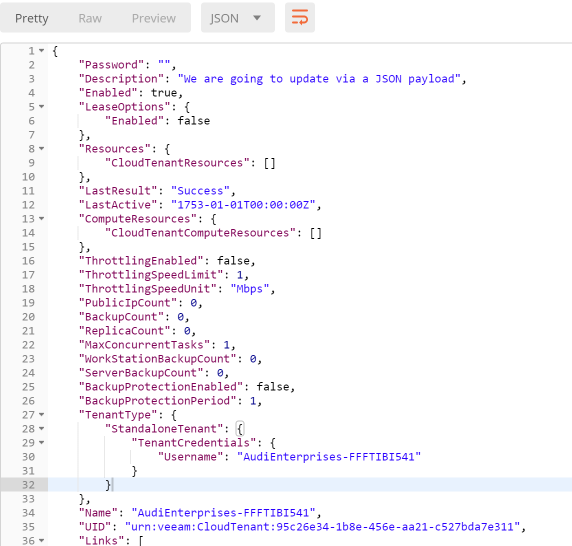 Pretty Raw Preview JSON
1 {
2 "Password": "",
3 "Description": "We are going to update via a JSON payload",
4 "Enabled": true,
5 "LeaseOptions": {
6 "Enabled": false
7 },
8 "Resources": {
9 "CloudTenantResources": []
10 },
11 "LastResult": "Success",
12 "LastActive": "1753-01-01T00:00:00Z",
13 "ComputeResources": {
14 "CloudTenantComputeResources": []
15 },
16 "ThrottlingEnabled": false,
17 "ThrottlingSpeedLimit": 1,
18 "ThrottlingSpeedUnit": "Mbps",
19 "PublicIpCount": 0,
20 "BackupCount": 0,
21 "ReplicaCount": 0,
22 "MaxConcurrentTasks": 1,
23 "WorkStationBackupCount": 0,
24 "ServerBackupCount": 0,
25 "BackupProtectionEnabled": false,
26 "BackupProtectionPeriod": 1,
27 "TenantType": {
28 "StandaloneTenant": {
29 "TenantCredentials": {
30 "Username": "AudiEnterprises-FFFTIBI541"
31 }
32 }
33 },
34 "Name": "AudiEnterprises-FFFTIBI541",
35 "UID": "urn:veeam:CloudTenant:95c26e34-1b8e-456e-aa21-c527bda7e311",
36 "Links": [